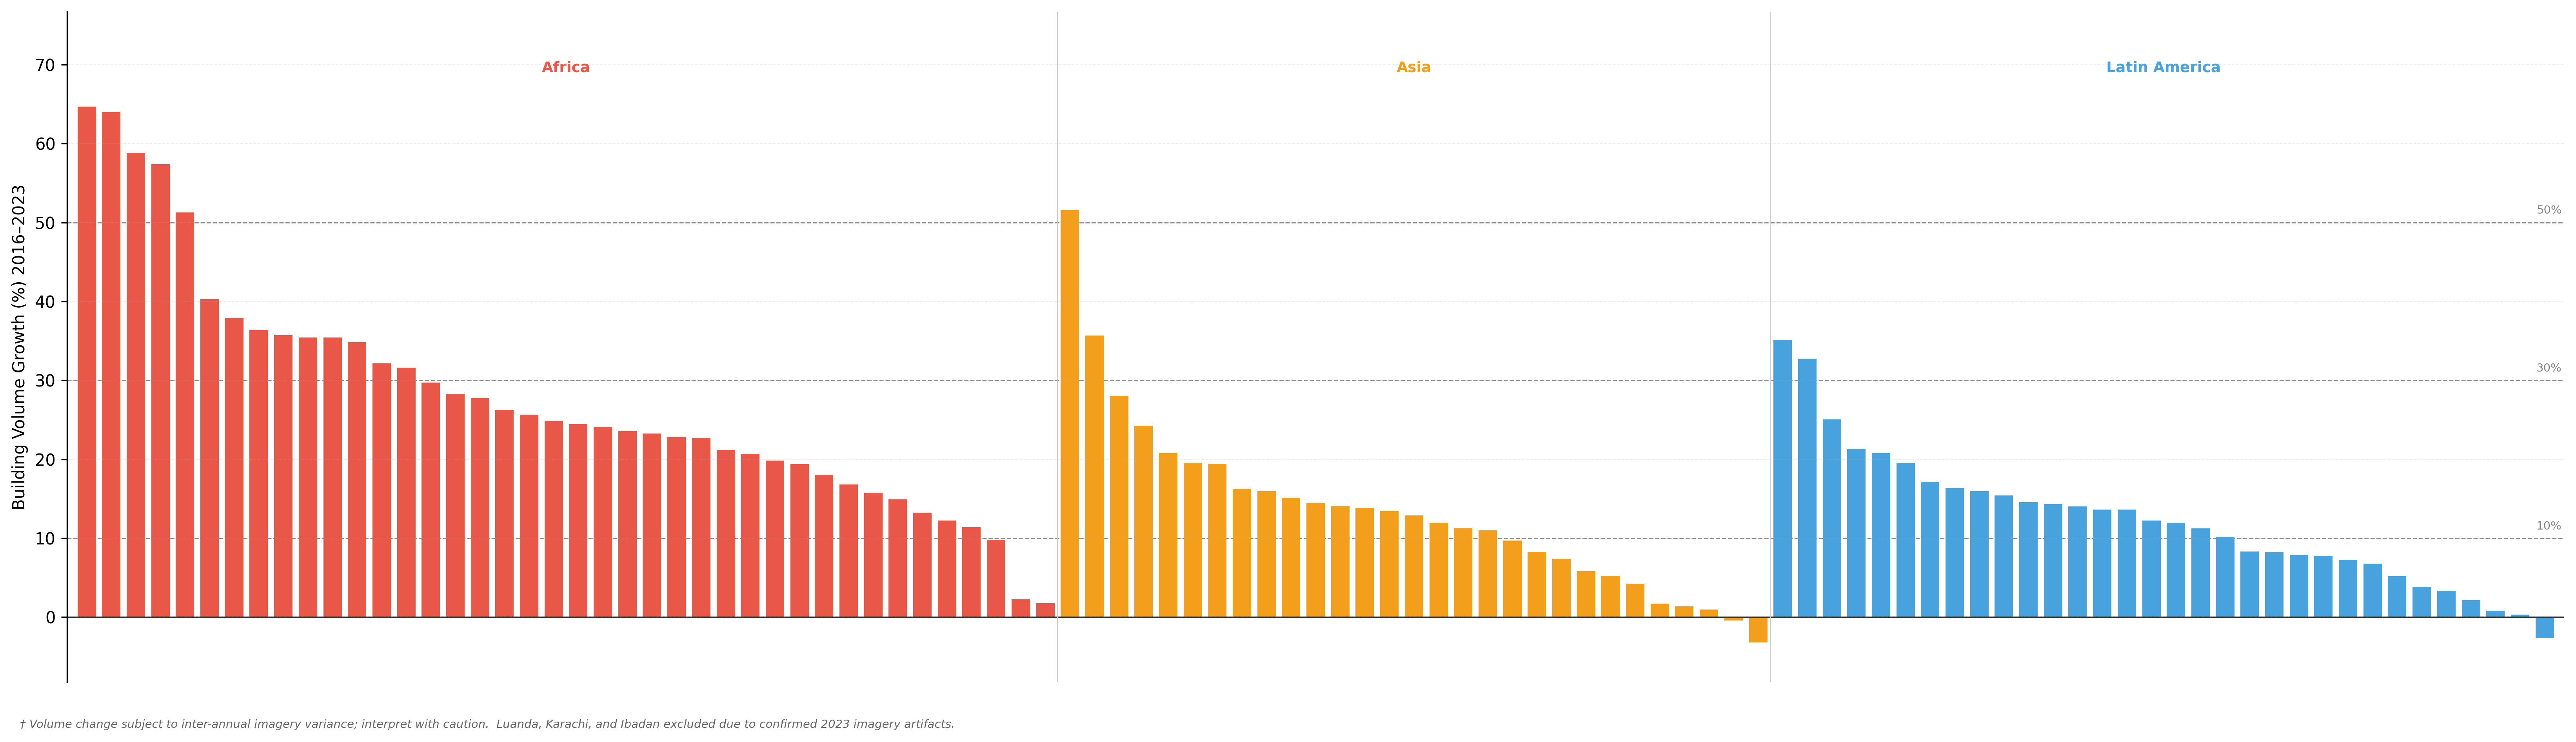 Building Volume Growth (%) 2016–2023
70
60
50
40
30
20
10
0
Africa
Asia
Latin America
50%
30%
10%
† Volume change subject to inter-annual imagery variance; interpret with caution.  Luanda, Karachi, and Ibadan excluded due to confirmed 2023 imagery artifacts.